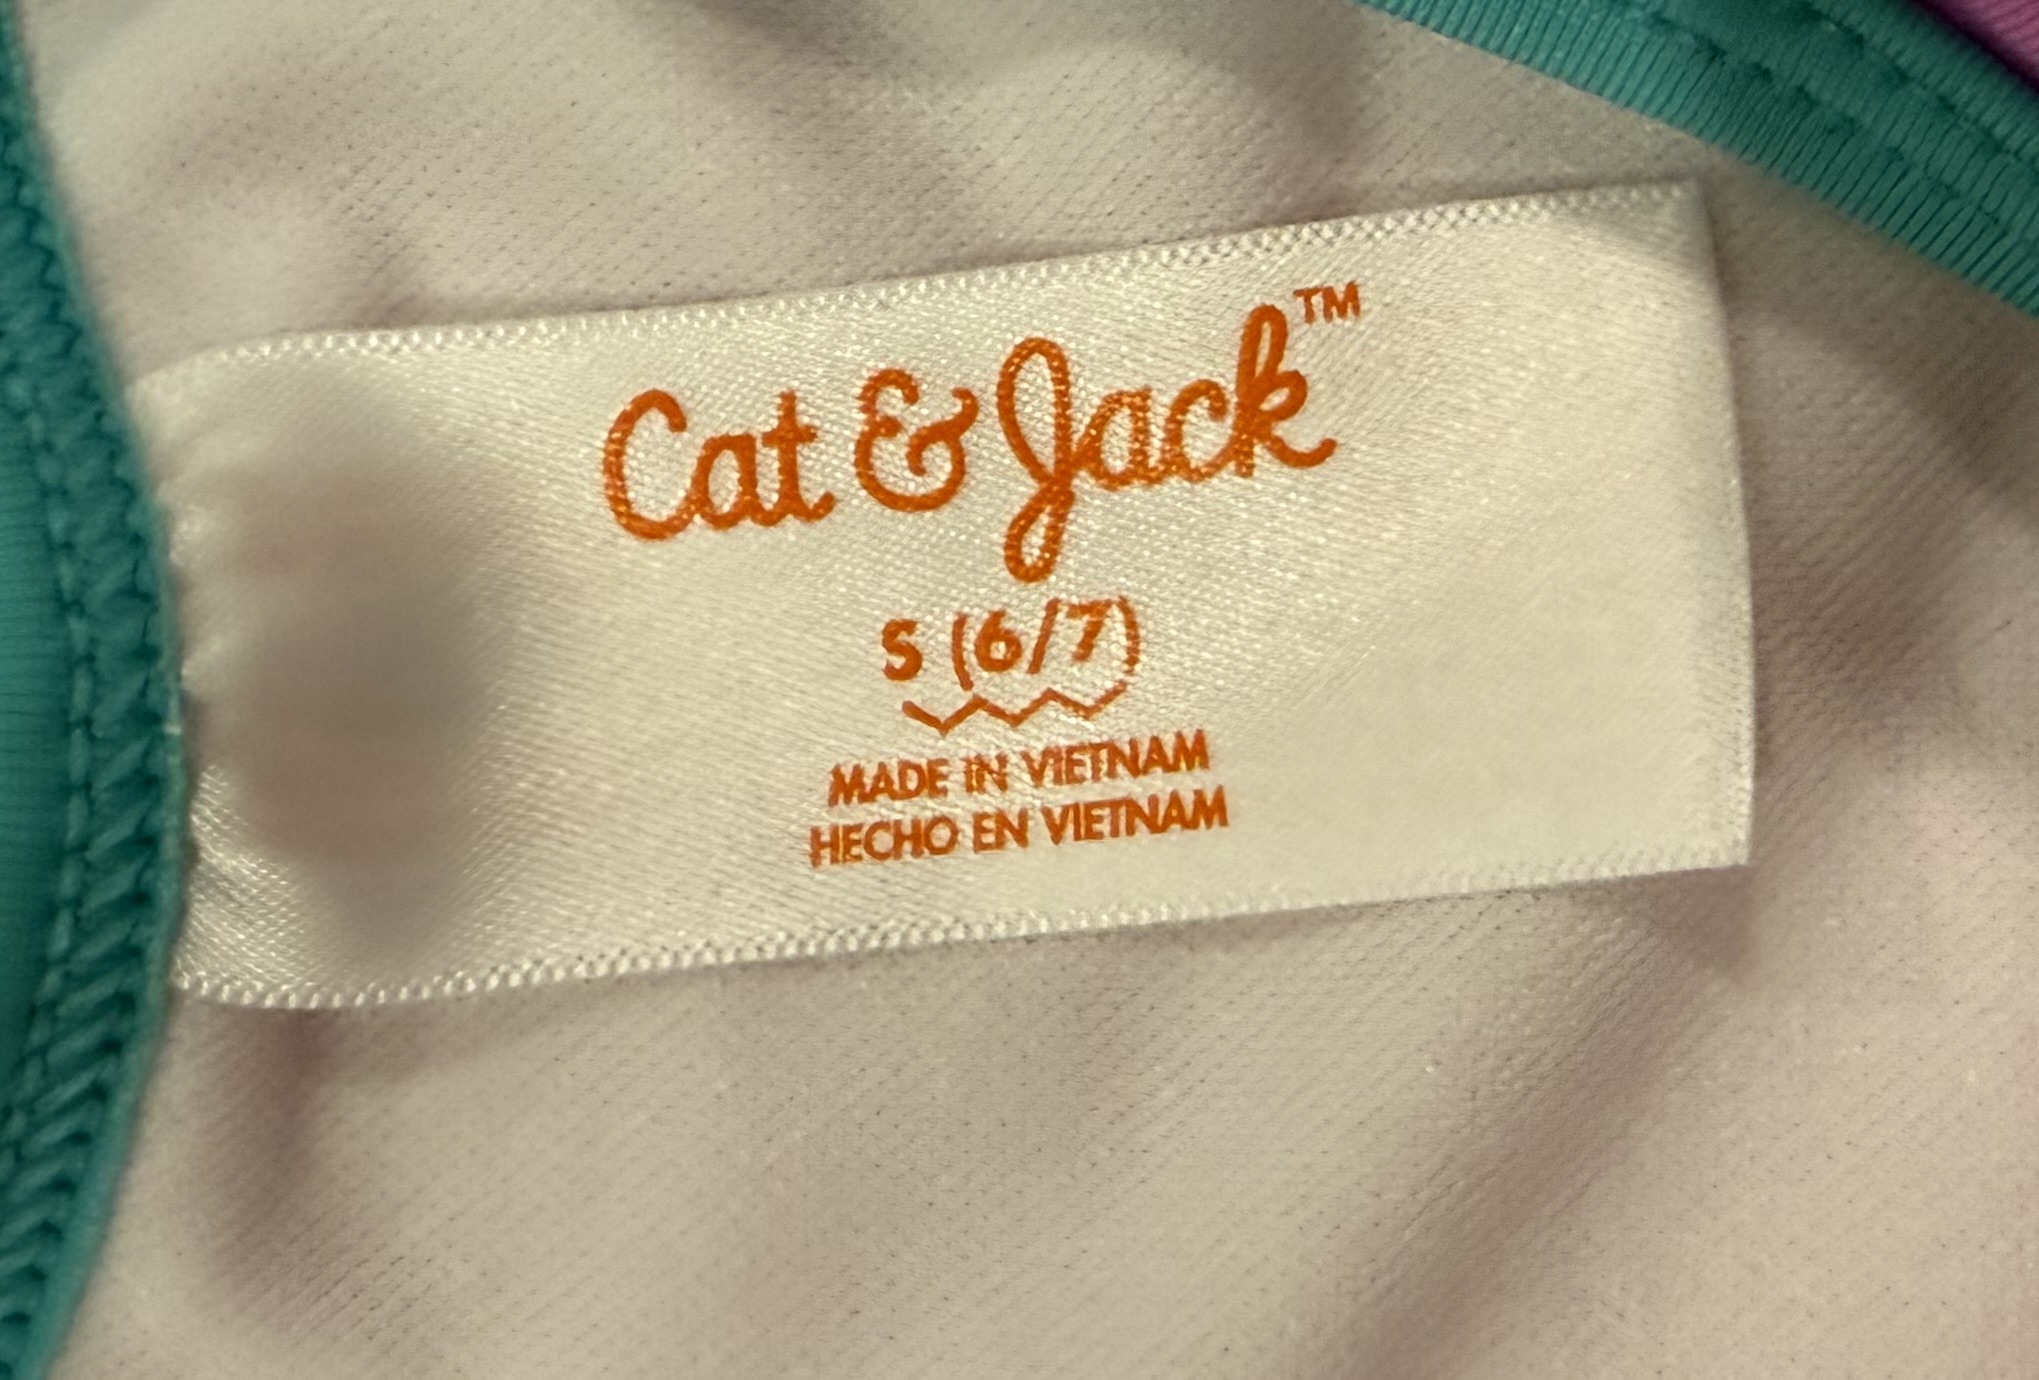 Cat & Jack™
S (6/7)
MADE IN VIETNAM
HECHO EN VIETNAM